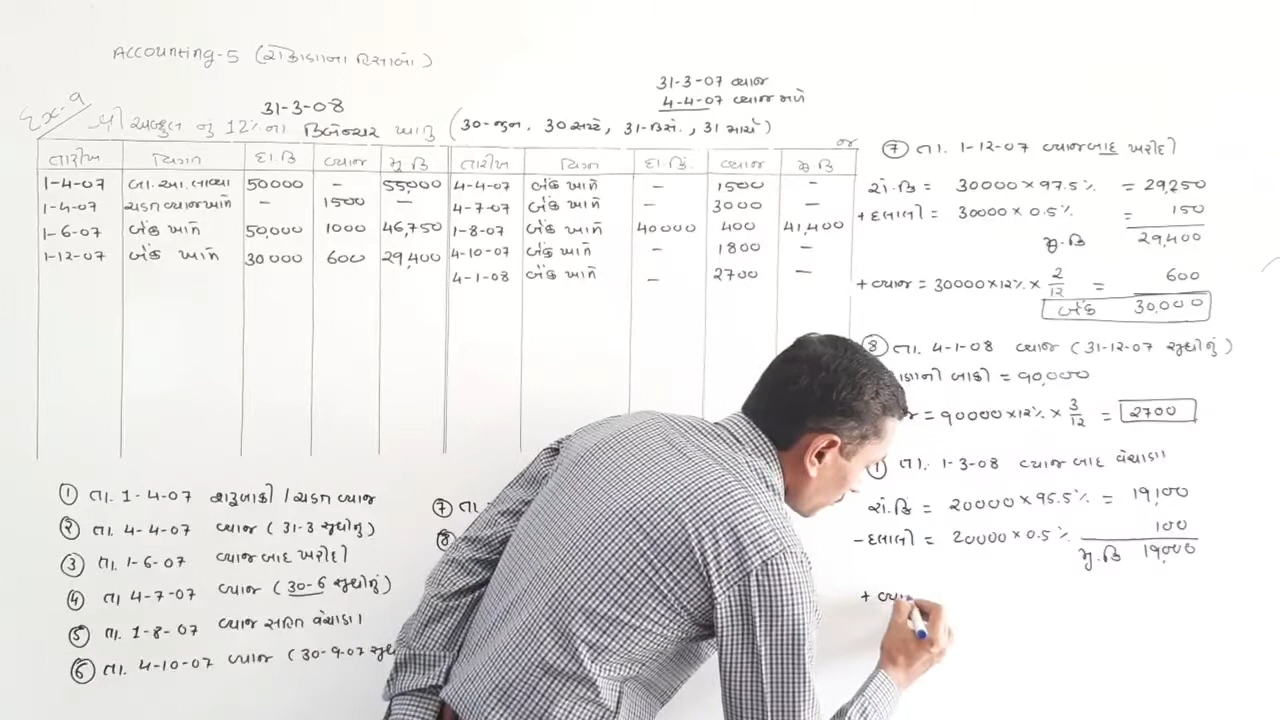 Accounting-5 (રોકાણના હિસાબો)
31-3-07 વ્યાજ
4-4-07 વ્યાજ મળે
Ex-9
31-3-08
શ્રી અબ્દુલ નું 12% ના ડિબેન્ચર ખાતુ (30-જુન, 30 સપ્ટે, 31-ડિસે., 31 માર્ચ)
જ
તારીખ વિગત દા.કિ વ્યાજ મૂ કિ તારીખ વિગત દા.કિં. વ્યાજ મૂ કિ
1-4-07 બા.આ.લાવ્યા 50000 - 55,000 4-4-07 બેંક ખાતે - 1500 -
1-4-07 ચડત વ્યાજ ખાતે - 1500 - 4-7-07 બેંક ખાતે - 3000 -
1-6-07 બેંક ખાતે 50,000 1000 46,750 1-8-07 બેંક ખાતે 40000 400 41,400
1-12-07 બેંક ખાતે 30000 600 29,400 4-10-07 બેંક ખાતે - 1800 -
4-1-08 બેંક ખાતે - 2700 -
① તા. 1-4-07 શરૂ બાકી / ચડત વ્યાજ
② તા. 4-4-07 વ્યાજ (31-3 સુધીનું)
③ તા. 1-6-07 વ્યાજ બાદ ખરીદી
④ તા. 4-7-07 વ્યાજ (30-6 સુધીનું)
⑤ તા. 1-8-07 વ્યાજ સહિત વેચાણ
⑥ તા. 4-10-07 વ્યાજ (30-9-07
⑦ તા
⑧
⑦ તા. 1-12-07 વ્યાજબાદ ખરીદી
રો.કિ = 30000 × 97.5% = 29,250
+ દલાલી = 30000 × 0.5% = 150
મૂ.કિ 29,400
+ વ્યાજ = 30000×12% × 2/12 = 600
બેંક 30,000
⑧ તા. 4-1-08 વ્યાજ (31-12-07 સુધીનું)
બાકી = 90,000
= 90000×12% × 3/12 = 2700
તા. 1-3-08 વ્યાજ બાદ વેચાણ
રો.કિ = 20000 × 95.5% = 19,100
- દલાલી = 20000 × 0.5% 100
મૂ.કિ 19,000
+ વ્યા